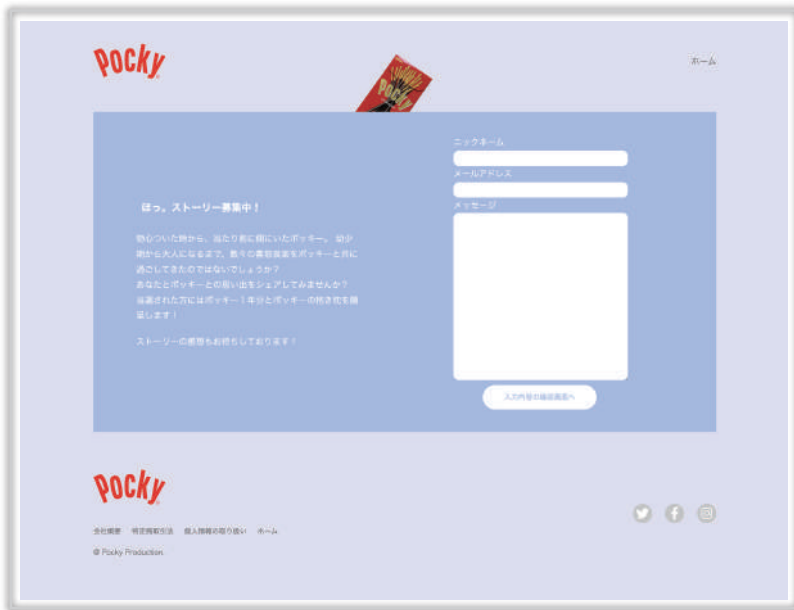 Pocky
ホーム
Pocky
ニックネーム
メールアドレス
メッセージ
ほっ。ストーリー募集中！
物心ついた時から、当たり前に側にいたポッキー。 幼少
期から大人になるまで、数々の喜怒哀楽をポッキーと共に
過ごしてきたのではないでしょうか？
あなたとポッキーとの思い出をシェアしてみませんか？
当選された方にはポッキー1年分とポッキーの抱き枕を贈
呈します！
ストーリーの感想もお待ちしております！
入力内容の確認画面へ
Pocky
会社概要 特定商取引法 個人情報の取り扱い ホーム
© Pocky Production.